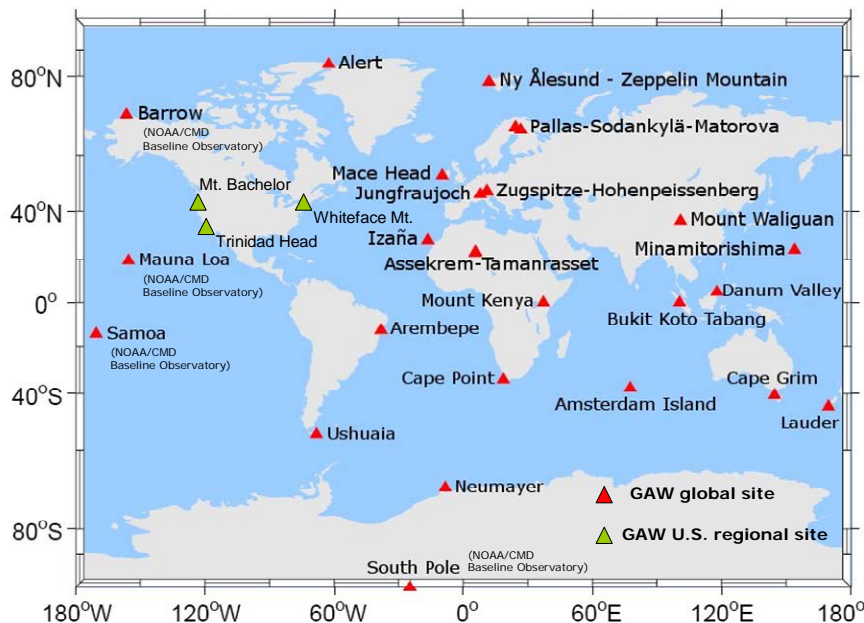 80°N
40°N
0°
40°S
80°S
Alert
Ny Ålesund - Zeppelin Mountain
Barrow
(NOAA/CMD
Baseline Observatory)
Pallas-Sodankylä-Matorova
Mace Head
Mt. Bachelor
Jungfraujoch
Zugspitze-Hohenpeissenberg
Whiteface Mt.
Mount Waliguan
Trinidad Head
Izaña
Minamitorishima
Mauna Loa
(NOAA/CMD
Baseline Observatory)
Assekrem-Tamanrasset
Danum Valley
Mount Kenya
Bukit Koto Tabang
Samoa
(NOAA/CMD
Baseline Observatory)
Arembepe
Cape Point
Cape Grim
Amsterdam Island
Lauder
Ushuaia
Neumayer
GAW global site
GAW U.S. regional site
South Pole
(NOAA/CMD
Baseline Observatory)
180°W
120°W
60°W
0°
60°E
120°E
180°